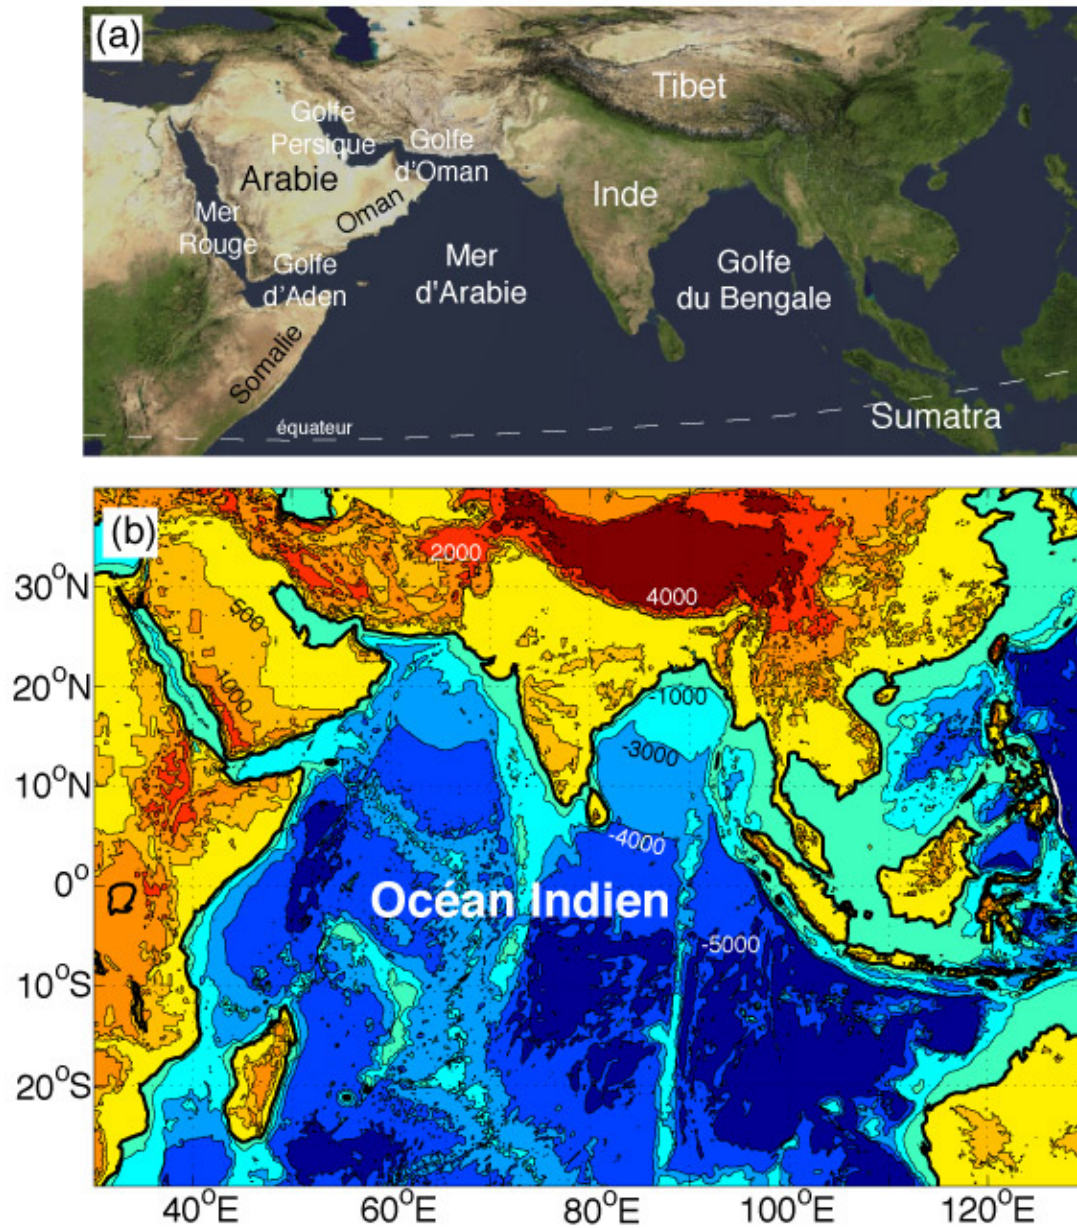 (a)
Tibet
Golfe
Persique
Golfe
d'Oman
Arabie
Inde
Oman
Mer
Rouge
Mer
d'Arabie
Golfe
du Bengale
Golfe
d'Aden
Somalie
équateur
Sumatra
(b)
2000
4000
500
1000
-1000
-3000
-4000
Océan Indien
-5000
30°N
20°N
10°N
0°
10°S
20°S
40°E
60°E
80°E
100°E
120°E